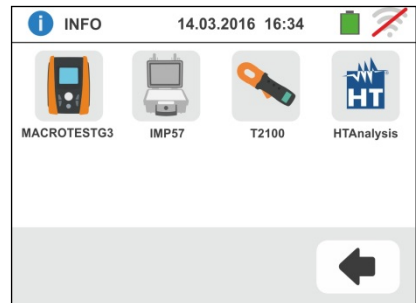 i INFO 14.03.2016 16:34
HT
MACROTESTG3 IMP57 T2100 HTAnalysis